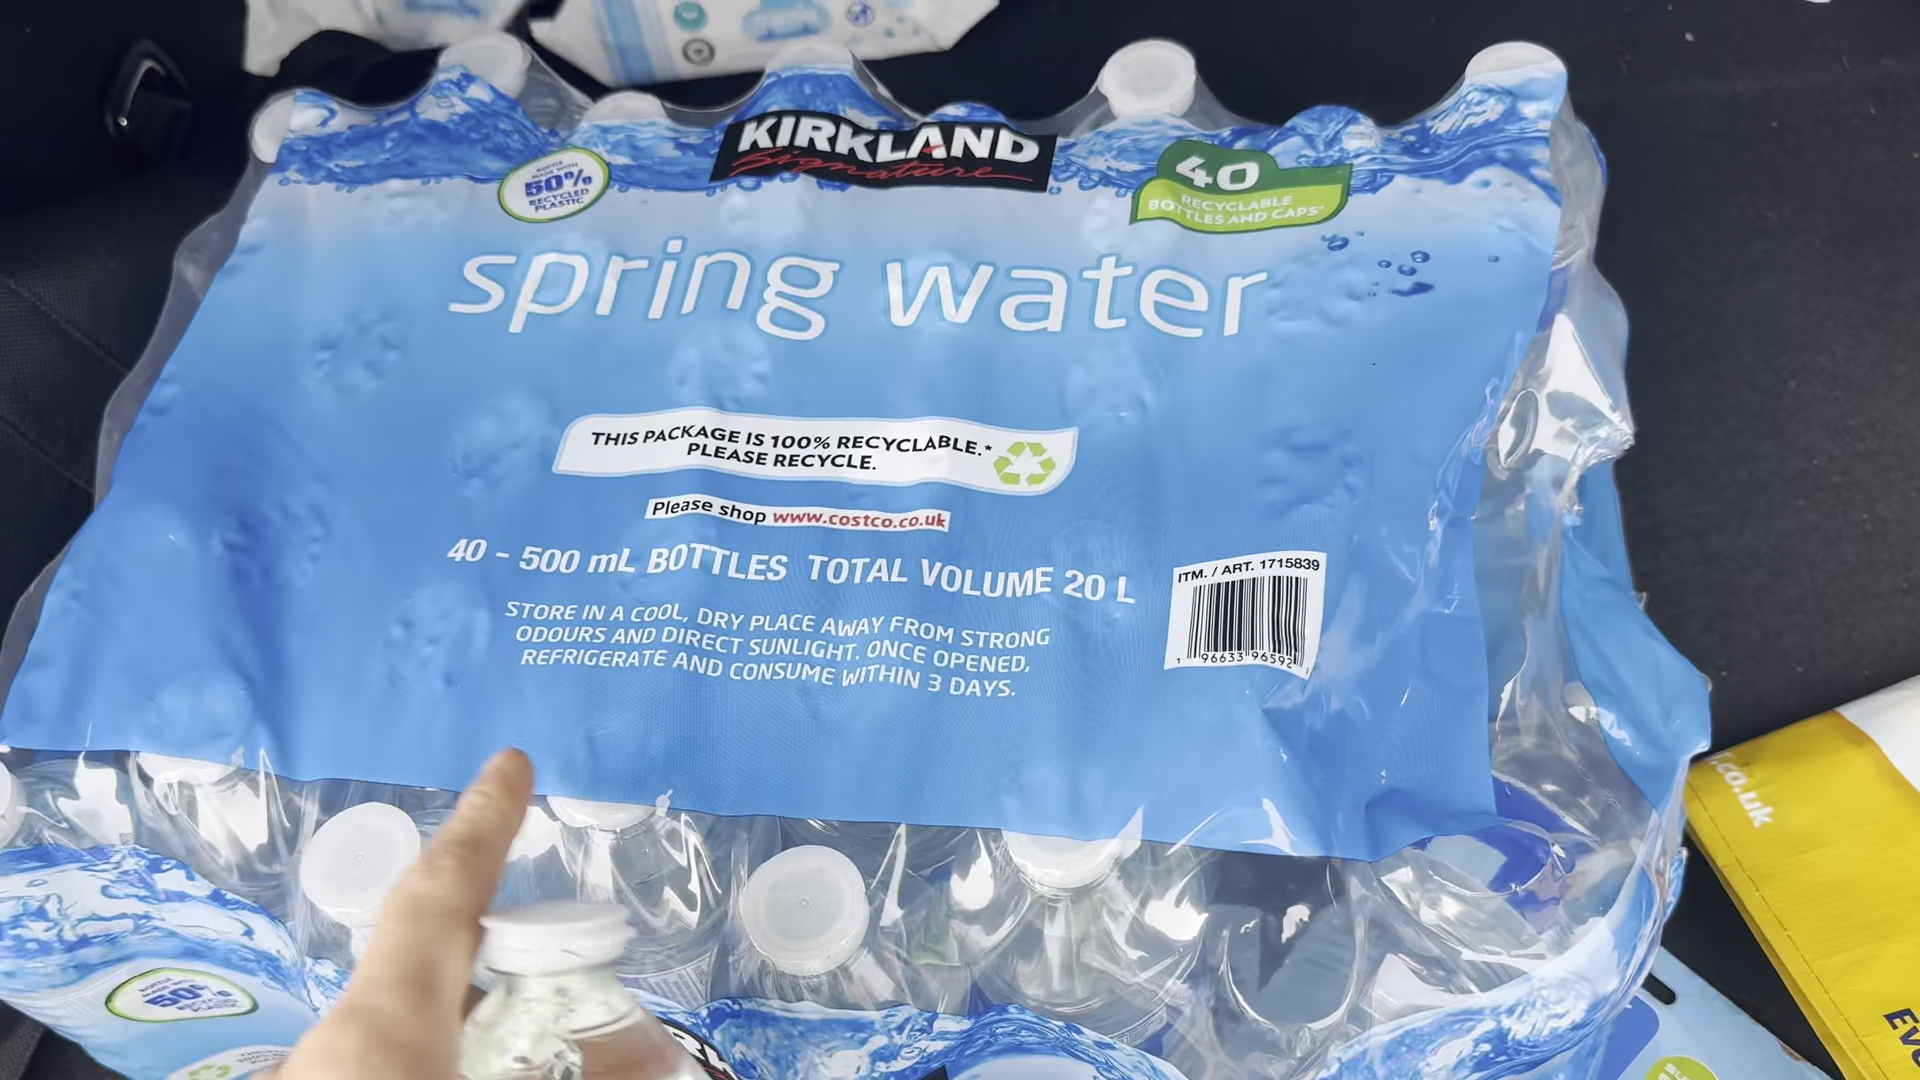 KIRKLAND
Signature
BOTTLE
MADE WITH
50%
RECYCLED
PLASTIC
40
RECYCLABLE
BOTTLES AND CAPS*
spring water
THIS PACKAGE IS 100% RECYCLABLE.*
PLEASE RECYCLE.
Please shop www.costco.co.uk
40 - 500 mL BOTTLES TOTAL VOLUME 20 L
ITM. / ART. 1715839
1 96633 96592
STORE IN A COOL, DRY PLACE AWAY FROM STRONG
ODOURS AND DIRECT SUNLIGHT. ONCE OPENED,
REFRIGERATE AND CONSUME WITHIN 3 DAYS.
.co.uk
50%